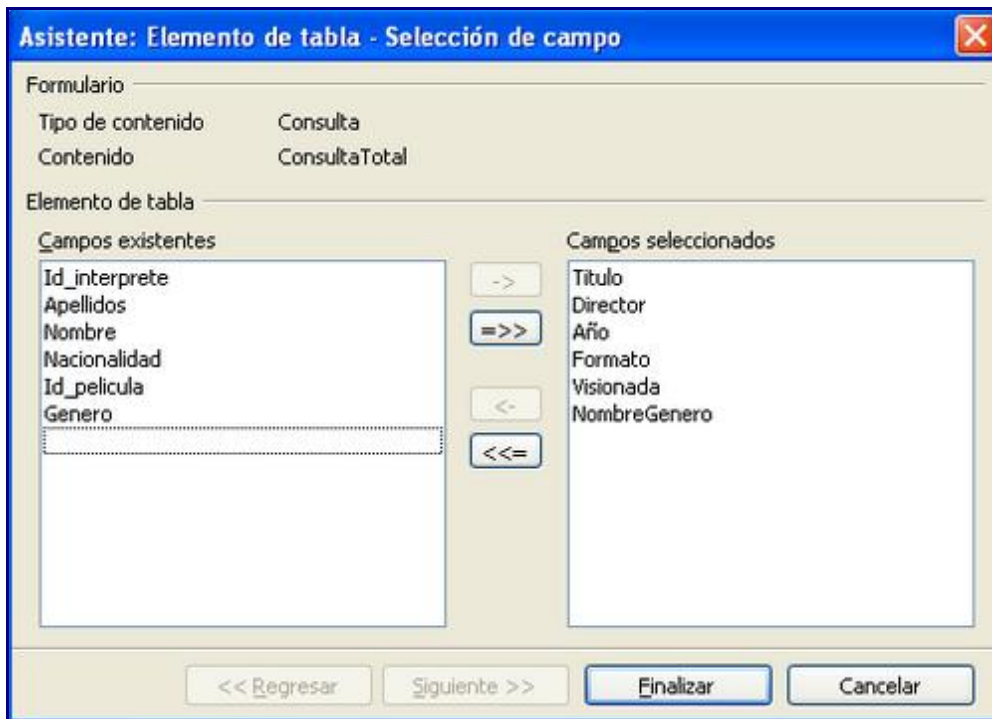 Asistente: Elemento de tabla - Selección de campo
Formulario
Tipo de contenido Consulta
Contenido ConsultaTotal
Elemento de tabla
Campos existentes
Id_interprete
Apellidos
Nombre
Nacionalidad
Id_pelicula
Genero
->
=>>
<-
<<=
Campos seleccionados
Titulo
Director
Año
Formato
Visionada
NombreGenero
<< Regresar
Siguiente >>
Finalizar
Cancelar